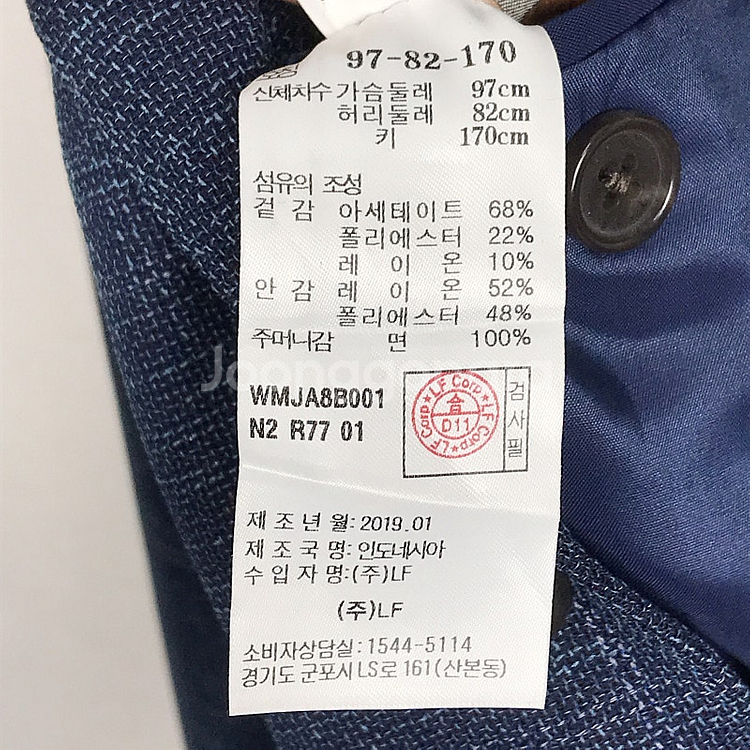 97-82-170
신체치수 가슴둘레 97cm
허리둘레 82cm
키 170cm
섬유의 조성
겉감 아세테이트 68%
폴리에스터 22%
레이온 10%
안감 레이온 52%
폴리에스터 48%
주머니감 면 100%
WMJA8B001
N2 R77 01
LF Corp★LF Corp★LF Corp★
合
D11
검사필
제조년월: 2019.01
제조국명: 인도네시아
수입자명:(주)LF
(주)LF
소비자상담실: 1544-5114
경기도 군포시 LS로 161 (산본동)